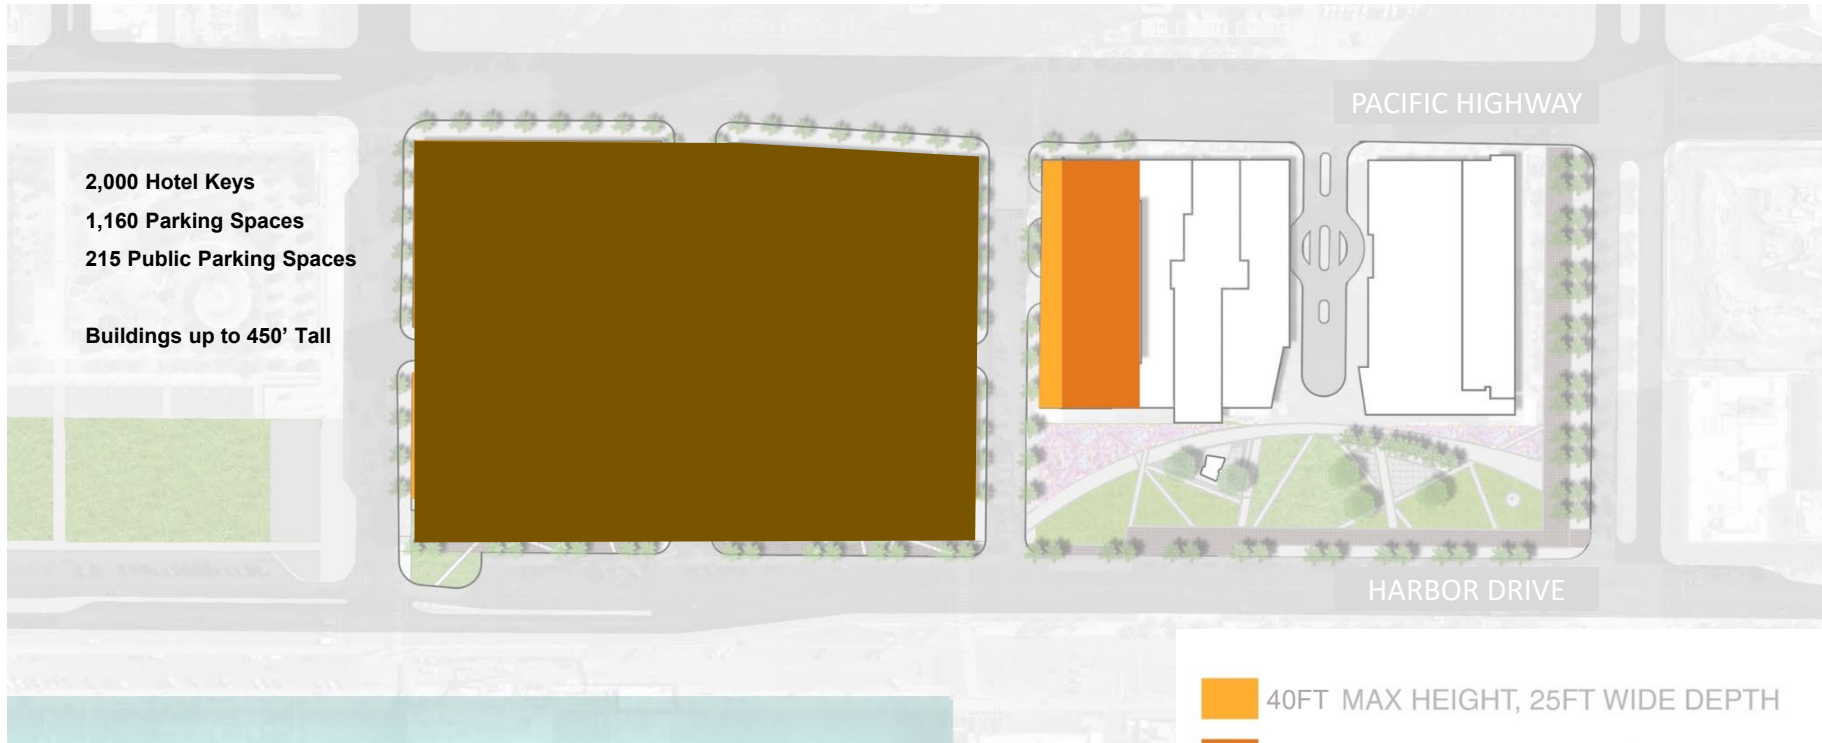 PACIFIC HIGHWAY
2,000 Hotel Keys
1,160 Parking Spaces
215 Public Parking Spaces
Buildings up to 450’ Tall
HARBOR DRIVE
40FT MAX HEIGHT, 25FT WIDE DEPTH